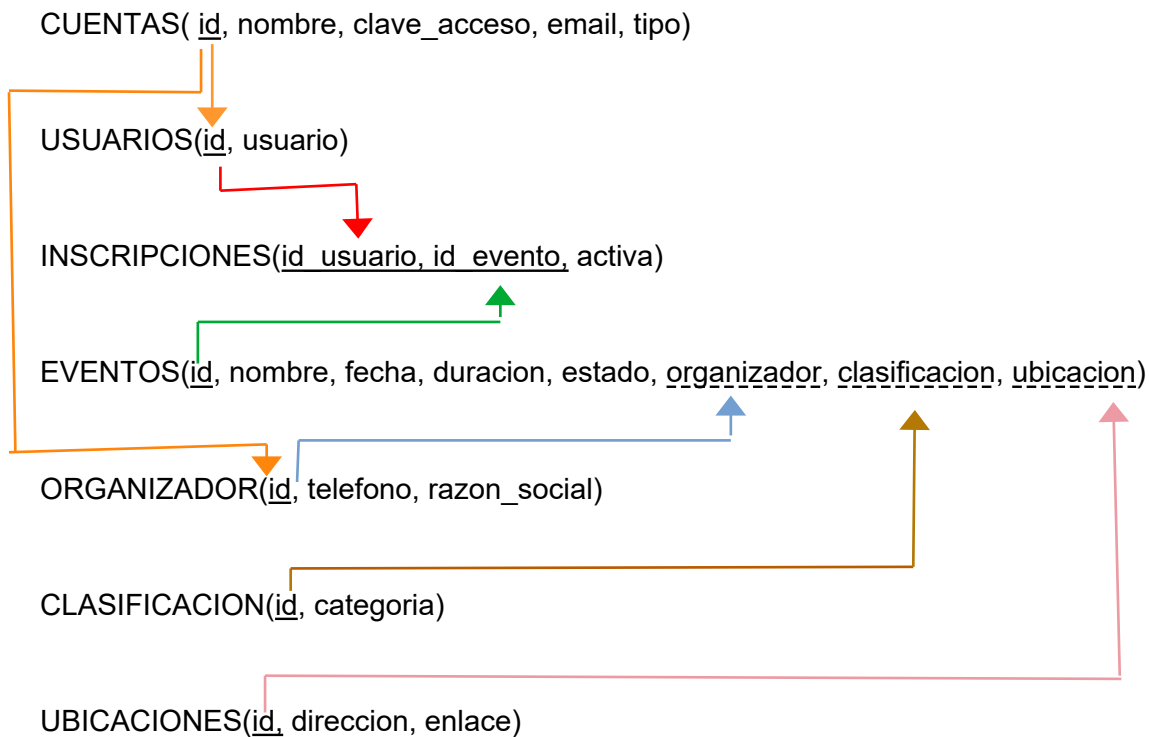 CUENTAS( id, nombre, clave_acceso, email, tipo)
USUARIOS(id, usuario)
INSCRIPCIONES(id_usuario, id_evento, activa)
EVENTOS(id, nombre, fecha, duracion, estado, organizador, clasificacion, ubicacion)
ORGANIZADOR(id, telefono, razon_social)
CLASIFICACION(id, categoria)
UBICACIONES(id, direccion, enlace)